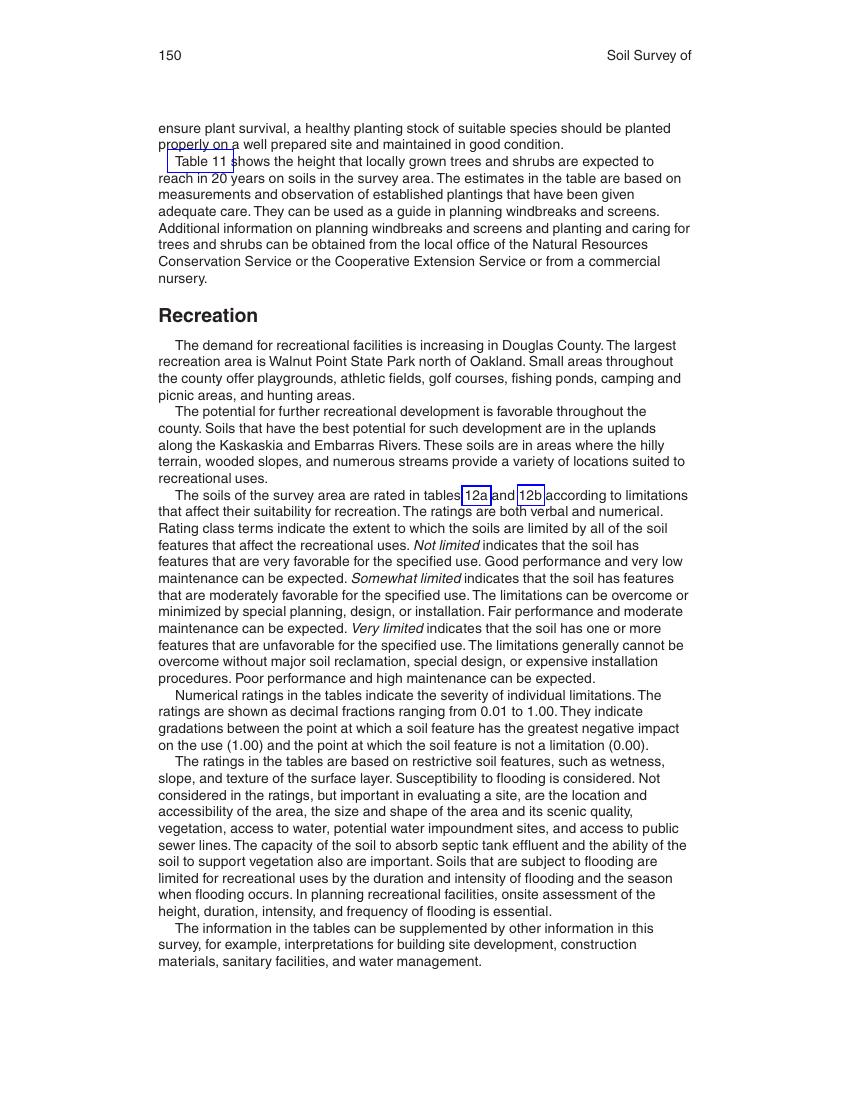 150
Soil Survey of
ensure plant survival, a healthy planting stock of suitable species should be planted
properly on a well prepared site and maintained in good condition.
Table 11 shows the height that locally grown trees and shrubs are expected to
reach in 20 years on soils in the survey area. The estimates in the table are based on
measurements and observation of established plantings that have been given
adequate care. They can be used as a guide in planning windbreaks and screens.
Additional information on planning windbreaks and screens and planting and caring for
trees and shrubs can be obtained from the local office of the Natural Resources
Conservation Service or the Cooperative Extension Service or from a commercial
nursery.
Recreation
The demand for recreational facilities is increasing in Douglas County. The largest
recreation area is Walnut Point State Park north of Oakland. Small areas throughout
the county offer playgrounds, athletic fields, golf courses, fishing ponds, camping and
picnic areas, and hunting areas.
The potential for further recreational development is favorable throughout the
county. Soils that have the best potential for such development are in the uplands
along the Kaskaskia and Embarras Rivers. These soils are in areas where the hilly
terrain, wooded slopes, and numerous streams provide a variety of locations suited to
recreational uses.
The soils of the survey area are rated in tables 12a and 12b according to limitations
that affect their suitability for recreation. The ratings are both verbal and numerical.
Rating class terms indicate the extent to which the soils are limited by all of the soil
features that affect the recreational uses. Not limited indicates that the soil has
features that are very favorable for the specified use. Good performance and very low
maintenance can be expected. Somewhat limited indicates that the soil has features
that are moderately favorable for the specified use. The limitations can be overcome or
minimized by special planning, design, or installation. Fair performance and moderate
maintenance can be expected. Very limited indicates that the soil has one or more
features that are unfavorable for the specified use. The limitations generally cannot be
overcome without major soil reclamation, special design, or expensive installation
procedures. Poor performance and high maintenance can be expected.
Numerical ratings in the tables indicate the severity of individual limitations. The
ratings are shown as decimal fractions ranging from 0.01 to 1.00. They indicate
gradations between the point at which a soil feature has the greatest negative impact
on the use (1.00) and the point at which the soil feature is not a limitation (0.00).
The ratings in the tables are based on restrictive soil features, such as wetness,
slope, and texture of the surface layer. Susceptibility to flooding is considered. Not
considered in the ratings, but important in evaluating a site, are the location and
accessibility of the area, the size and shape of the area and its scenic quality,
vegetation, access to water, potential water impoundment sites, and access to public
sewer lines. The capacity of the soil to absorb septic tank effluent and the ability of the
soil to support vegetation also are important. Soils that are subject to flooding are
limited for recreational uses by the duration and intensity of flooding and the season
when flooding occurs. In planning recreational facilities, onsite assessment of the
height, duration, intensity, and frequency of flooding is essential.
The information in the tables can be supplemented by other information in this
survey, for example, interpretations for building site development, construction
materials, sanitary facilities, and water management.